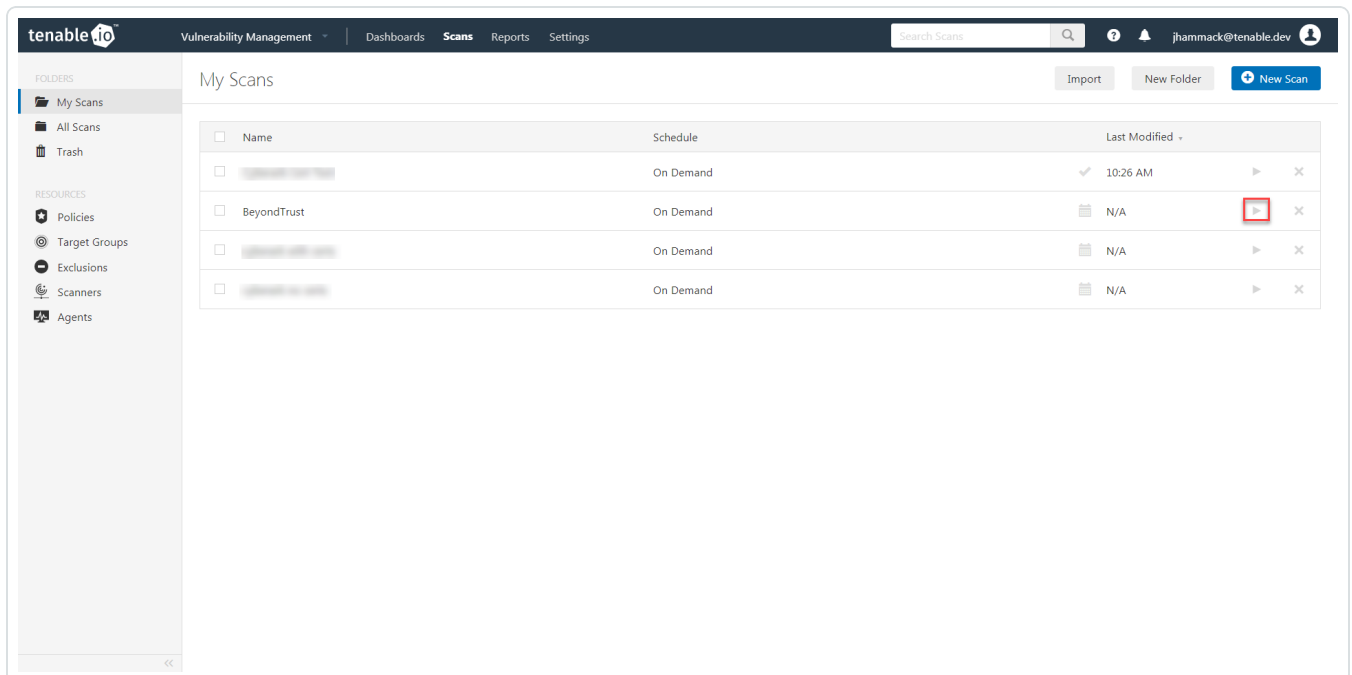 tenable.io™ Vulnerability Management Dashboards Scans Reports Settings Search Scans ? jhammack@tenable.dev
FOLDERS
My Scans
All Scans
Trash
RESOURCES
Policies
Target Groups
Exclusions
Scanners
Agents
My Scans Import New Folder New Scan
Name Schedule Last Modified
On Demand 10:26 AM
BeyondTrust On Demand N/A
On Demand N/A
On Demand N/A